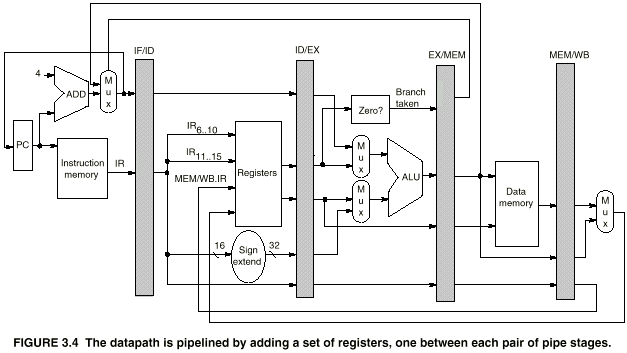 IF/ID
ID/EX
EX/MEM
MEM/WB
4
ADD
M
u
x
PC
Instruction
memory
IR
IR6..10
IR11..15
MEM/WB.IR
Registers
16
Sign
extend
32
Zero?
Branch
taken
M
u
x
M
u
x
ALU
Data
memory
M
u
x
FIGURE 3.4 The datapath is pipelined by adding a set of registers, one between each pair of pipe stages.